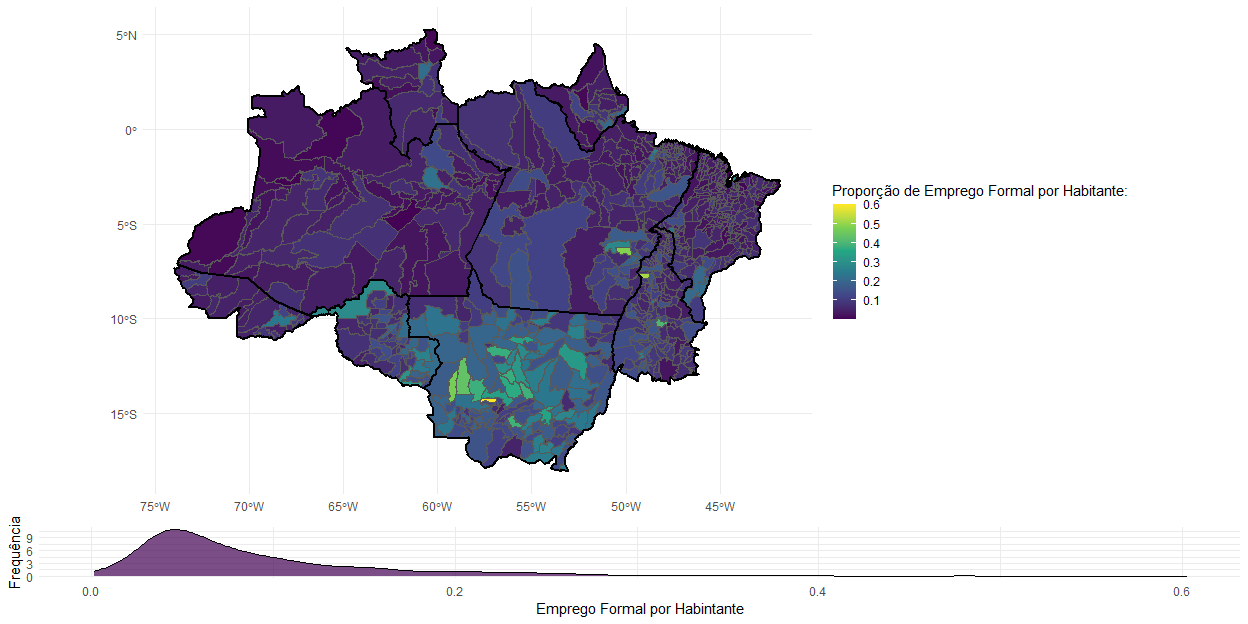 5°N
0°
5°S
10°S
15°S
75°W 70°W 65°W 60°W 55°W 50°W 45°W
Proporção de Emprego Formal por Habitante:
0.6
0.5
0.4
0.3
0.2
0.1
Frequência
9
6
3
0
0.0 0.2 0.4 0.6
Emprego Formal por Habintante